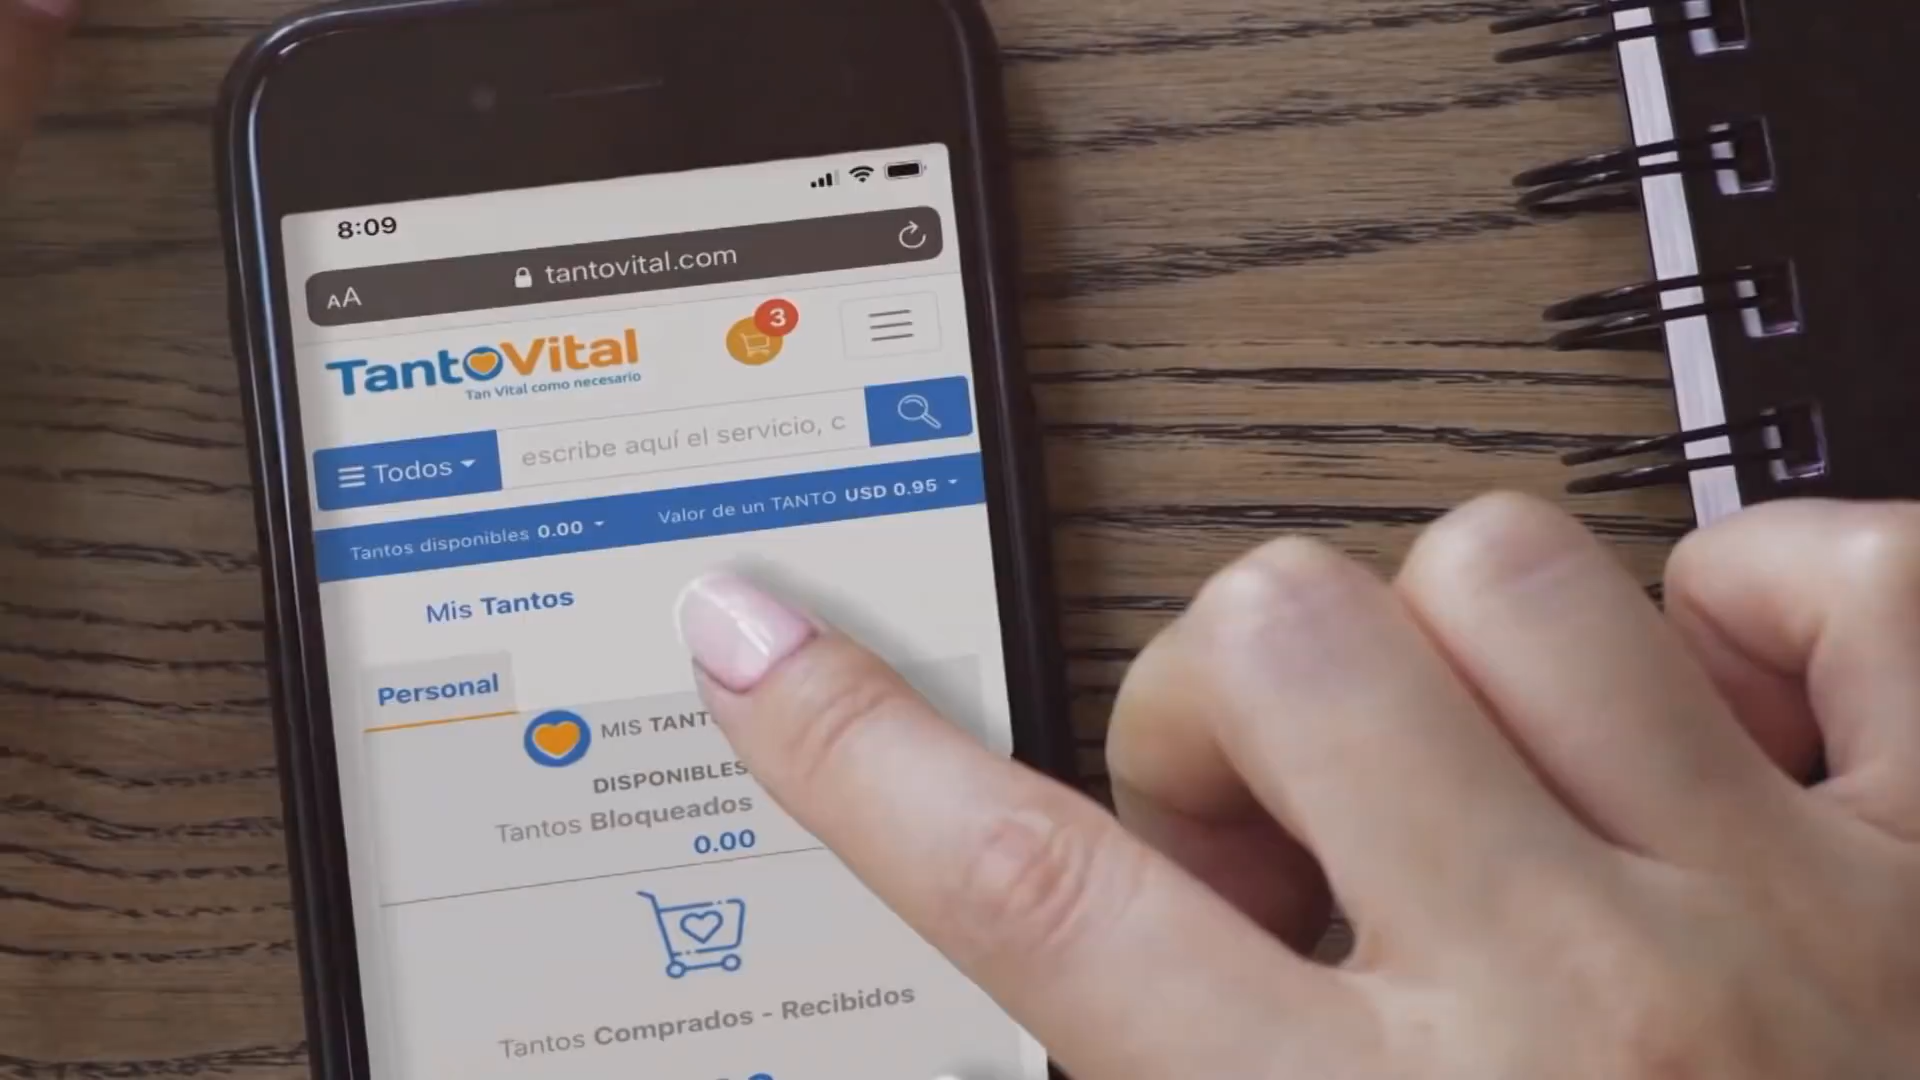 8:09
AA tantovital.com
3
TantoVital
Tan Vital como necesario
Todos escribe aquí el servicio, c
Tantos disponibles 0.00 Valor de un TANTO USD 0.95
Mis Tantos
Personal
MIS TANT
DISPONIBLES
Tantos Bloqueados
0.00
Tantos Comprados - Recibidos